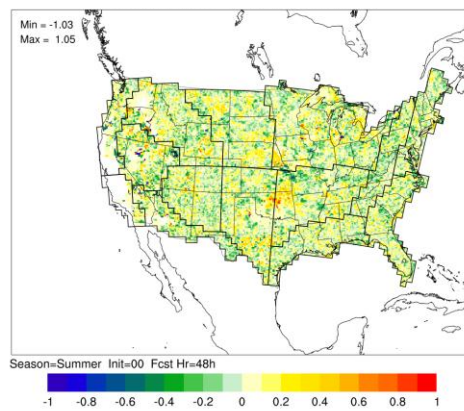 Min = -1.03
Max = 1.05
Season=Summer Init=00 Fcst Hr=48h
-1 -0.8 -0.6 -0.4 -0.2 0 0.2 0.4 0.6 0.8 1